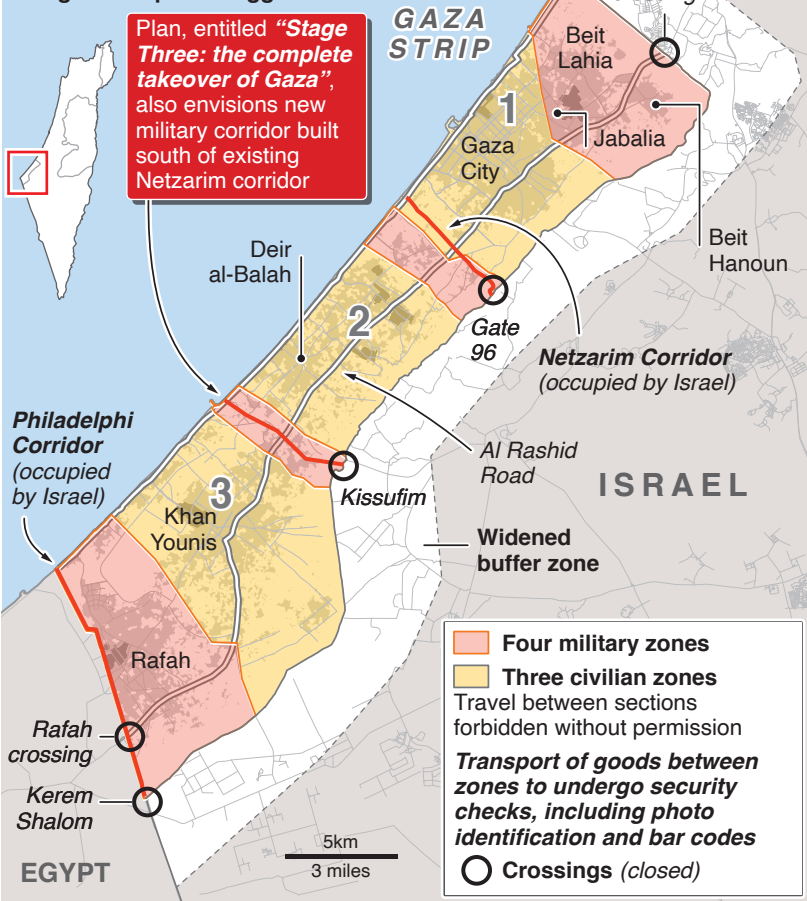 GAZA
STRIP
Plan, entitled “Stage
Three: the complete
takeover of Gaza”,
also envisions new
military corridor built
south of existing
Netzarim corridor
Beit
Lahia
1
Jabalia
Gaza
City
Beit
Hanoun
Deir
al-Balah
2
Gate
96
Netzarim Corridor
(occupied by Israel)
Philadelphi
Corridor
(occupied
by Israel)
Al Rashid
Road
ISRAEL
Kissufim
3
Khan
Younis
Widened
buffer zone
Rafah
Rafah
crossing
Kerem
Shalom
EGYPT
5km
3 miles
Four military zones
Three civilian zones
Travel between sections
forbidden without permission
Transport of goods between
zones to undergo security
checks, including photo
identification and bar codes
Crossings (closed)